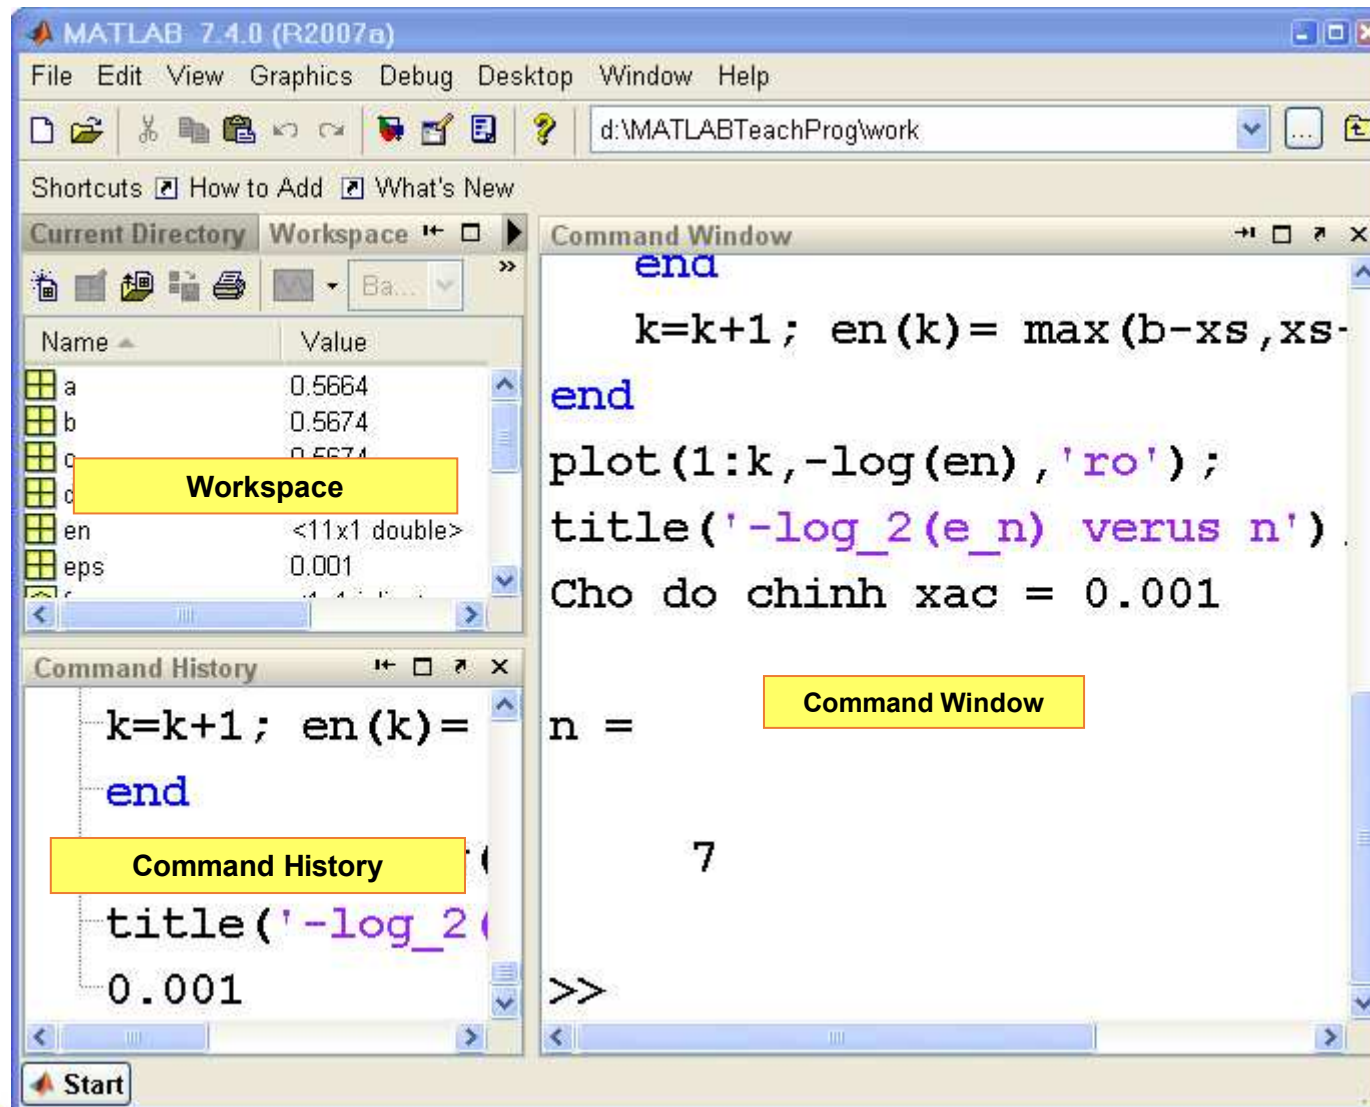 MATLAB 7.4.0 (R2007a)
File Edit View Graphics Debug Desktop Window Help
d:\MATLABTeachProg\work
Shortcuts How to Add What's New
Current Directory Workspace
Ba...
Name Value
a 0.5664
b 0.5674
c 0.5674
Workspace
en <11x1 double>
eps 0.001
Command History
k=k+1; en(k)=
end
Command History
title('-log_2(
0.001
Command Window
end
k=k+1; en(k)= max(b-xs,xs-
end
plot(1:k,-log(en),'ro');
title('-log_2(e_n) verus n')
Cho do chinh xac = 0.001
Command Window
n =
7
>>
Start